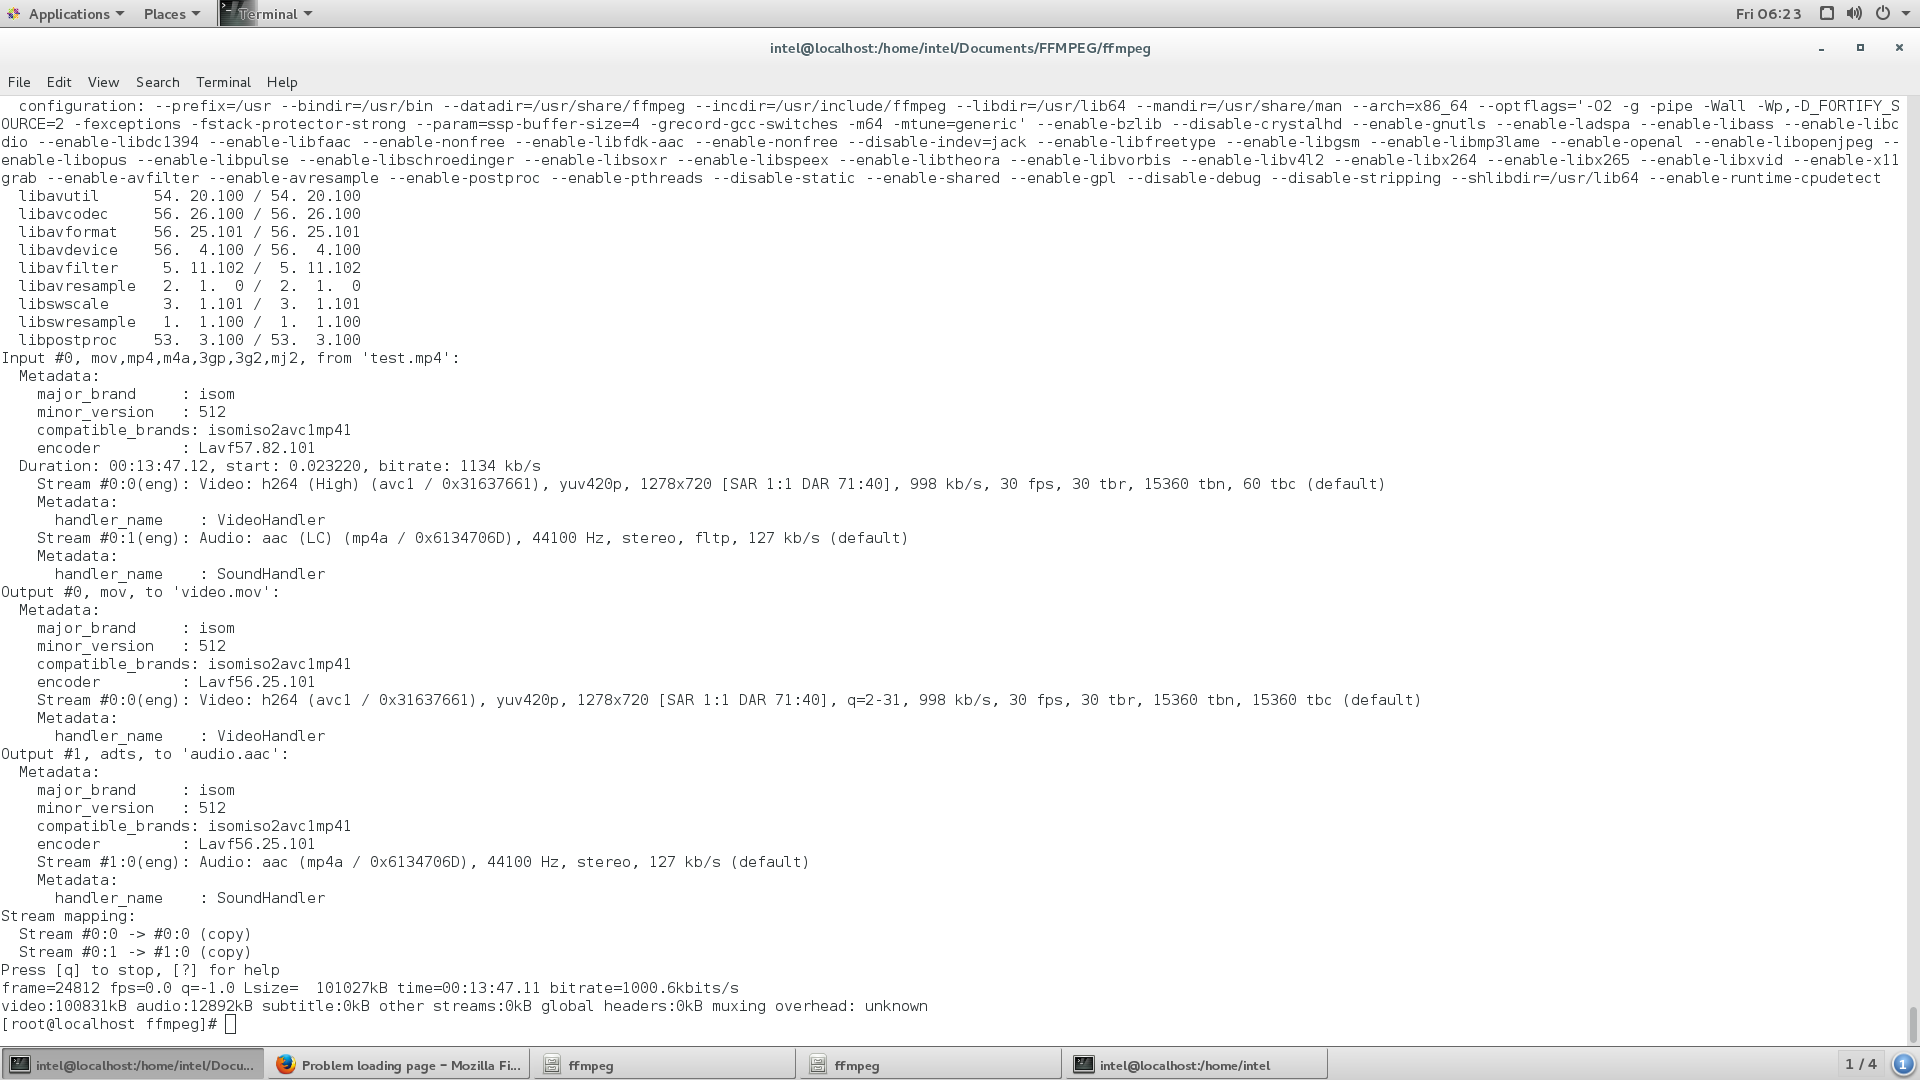 Applications Places Terminal Fri 06:23
intel@localhost:/home/intel/Documents/FFMPEG/ffmpeg
File Edit View Search Terminal Help
  configuration: --prefix=/usr --bindir=/usr/bin --datadir=/usr/share/ffmpeg --incdir=/usr/include/ffmpeg --libdir=/usr/lib64 --mandir=/usr/share/man --arch=x86_64 --optflags='-O2 -g -pipe -Wall -Wp,-D_FORTIFY_S
OURCE=2 -fexceptions -fstack-protector-strong --param=ssp-buffer-size=4 -grecord-gcc-switches -m64 -mtune=generic' --enable-bzlib --disable-crystalhd --enable-gnutls --enable-ladspa --enable-libass --enable-libc
dio --enable-libdc1394 --enable-libfaac --enable-nonfree --enable-libfdk-aac --enable-nonfree --disable-indev=jack --enable-libfreetype --enable-libgsm --enable-libmp3lame --enable-openal --enable-libopenjpeg --
enable-libopus --enable-libpulse --enable-libschroedinger --enable-libsoxr --enable-libspeex --enable-libtheora --enable-libvorbis --enable-libv4l2 --enable-libx264 --enable-libx265 --enable-libxvid --enable-x11
grab --enable-avfilter --enable-avresample --enable-postproc --enable-pthreads --disable-static --enable-shared --enable-gpl --disable-debug --disable-stripping --shlibdir=/usr/lib64 --enable-runtime-cpudetect
  libavutil      54. 20.100 / 54. 20.100
  libavcodec     56. 26.100 / 56. 26.100
  libavformat    56. 25.101 / 56. 25.101
  libavdevice    56.  4.100 / 56.  4.100
  libavfilter     5. 11.102 /  5. 11.102
  libavresample   2.  1.  0 /  2.  1.  0
  libswscale      3.  1.101 /  3.  1.101
  libswresample   1.  1.100 /  1.  1.100
  libpostproc    53.  3.100 / 53.  3.100
Input #0, mov,mp4,m4a,3gp,3g2,mj2, from 'test.mp4':
  Metadata:
    major_brand     : isom
    minor_version   : 512
    compatible_brands: isomiso2avc1mp41
    encoder         : Lavf57.82.101
  Duration: 00:13:47.12, start: 0.023220, bitrate: 1134 kb/s
    Stream #0:0(eng): Video: h264 (High) (avc1 / 0x31637661), yuv420p, 1278x720 [SAR 1:1 DAR 71:40], 998 kb/s, 30 fps, 30 tbr, 15360 tbn, 60 tbc (default)
    Metadata:
      handler_name    : VideoHandler
    Stream #0:1(eng): Audio: aac (LC) (mp4a / 0x6134706D), 44100 Hz, stereo, fltp, 127 kb/s (default)
    Metadata:
      handler_name    : SoundHandler
Output #0, mov, to 'video.mov':
  Metadata:
    major_brand     : isom
    minor_version   : 512
    compatible_brands: isomiso2avc1mp41
    encoder         : Lavf56.25.101
    Stream #0:0(eng): Video: h264 (avc1 / 0x31637661), yuv420p, 1278x720 [SAR 1:1 DAR 71:40], q=2-31, 998 kb/s, 30 fps, 30 tbr, 15360 tbn, 15360 tbc (default)
    Metadata:
      handler_name    : VideoHandler
Output #1, adts, to 'audio.aac':
  Metadata:
    major_brand     : isom
    minor_version   : 512
    compatible_brands: isomiso2avc1mp41
    encoder         : Lavf56.25.101
    Stream #1:0(eng): Audio: aac (mp4a / 0x6134706D), 44100 Hz, stereo, 127 kb/s (default)
    Metadata:
      handler_name    : SoundHandler
Stream mapping:
  Stream #0:0 -> #0:0 (copy)
  Stream #0:1 -> #1:0 (copy)
Press [q] to stop, [?] for help
frame=24812 fps=0.0 q=-1.0 Lsize=  101027kB time=00:13:47.11 bitrate=1000.6kbits/s
video:100831kB audio:12892kB subtitle:0kB other streams:0kB global headers:0kB muxing overhead: unknown
[root@localhost ffmpeg]#
intel@localhost:/home/intel/Docu... Problem loading page – Mozilla Fi... ffmpeg ffmpeg intel@localhost:/home/intel 1 / 4 1